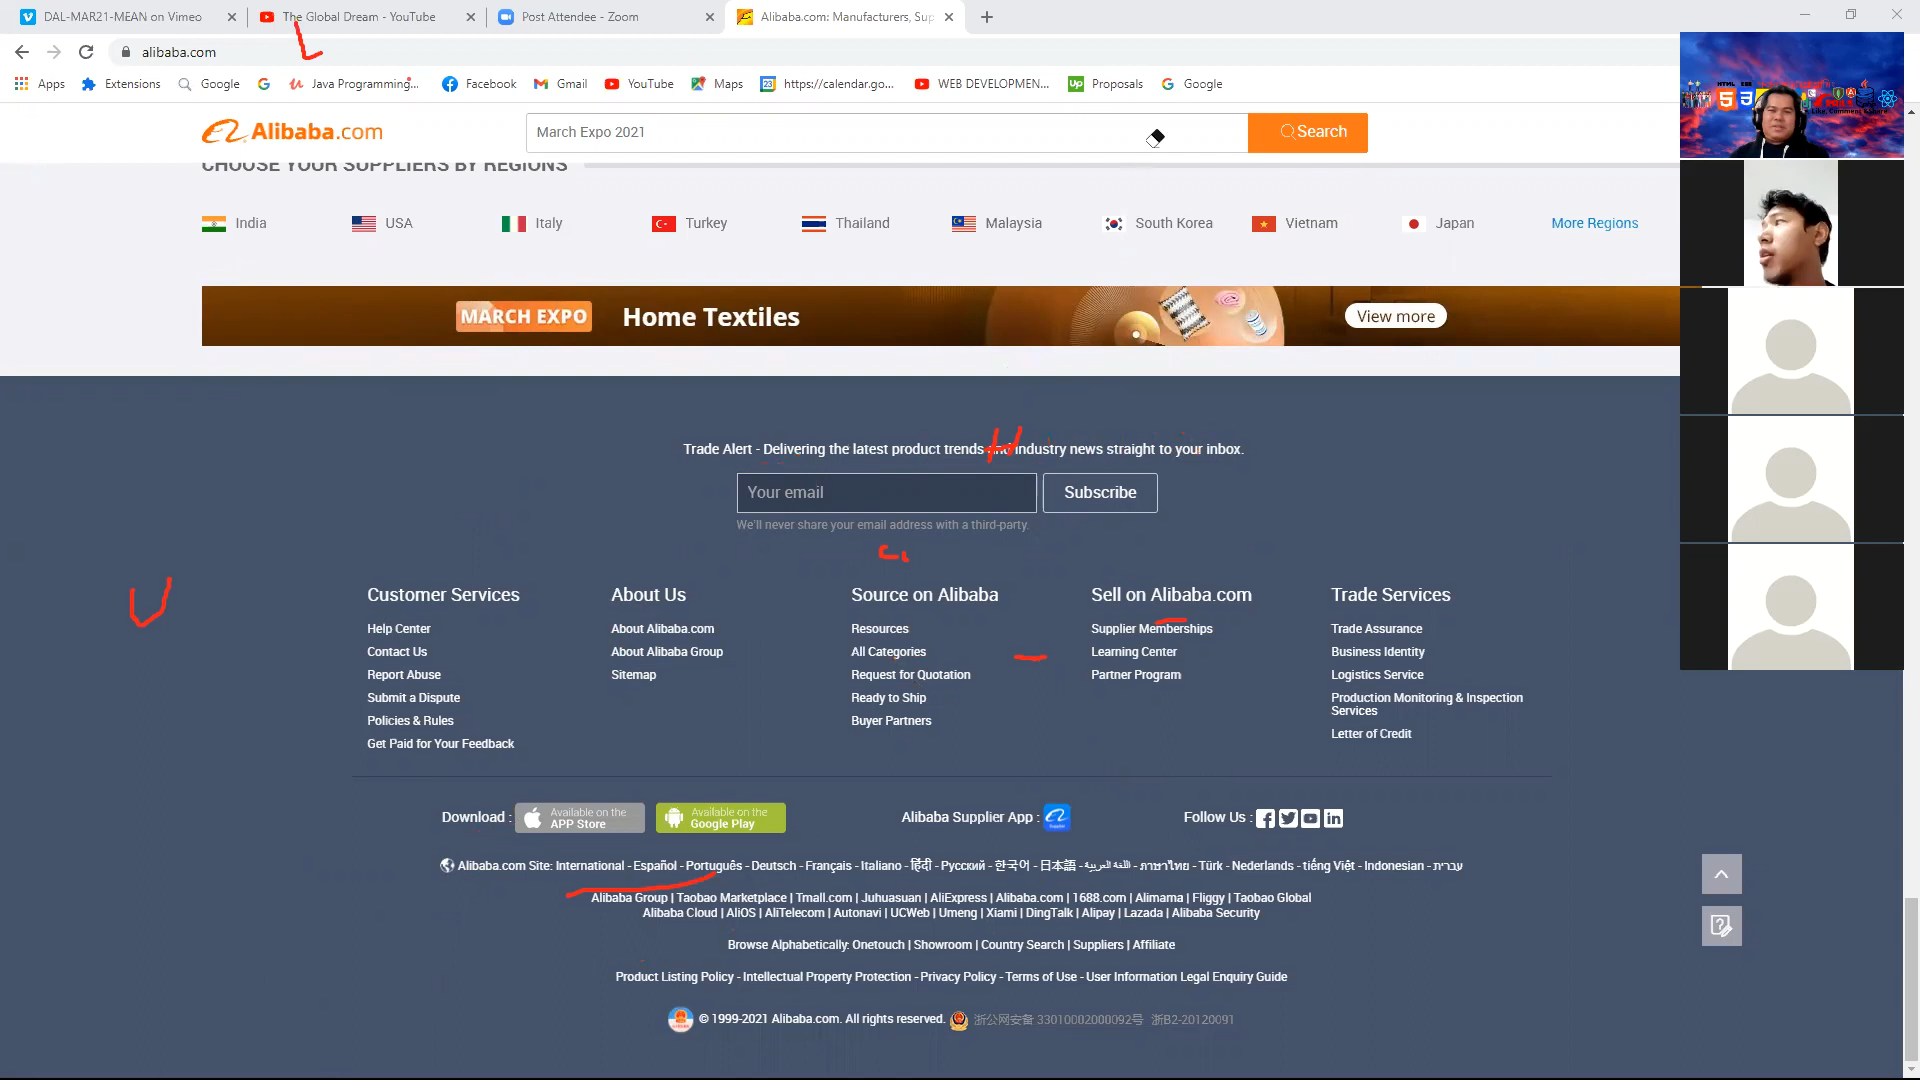 DAL-MAR21-MEAN on Vimeo
The Global Dream - YouTube
Post Attendee - Zoom
Alibaba.com: Manufacturers, Sup
alibaba.com
Apps
Extensions
Google
Java Programming...
Facebook
Gmail
YouTube
Maps
https://calendar.go...
WEB DEVELOPMEN...
Proposals
Google
Alibaba.com
March Expo 2021
Search
CHOOSE YOUR SUPPLIERS BY REGIONS
India
USA
Italy
Turkey
Thailand
Malaysia
South Korea
Vietnam
Japan
More Regions
MARCH EXPO
Home Textiles
View more
Trade Alert - Delivering the latest product trends and industry news straight to your inbox.
Your email
Subscribe
We'll never share your email address with a third-party.
Customer Services
Help Center
Contact Us
Report Abuse
Submit a Dispute
Policies & Rules
Get Paid for Your Feedback
About Us
About Alibaba.com
About Alibaba Group
Sitemap
Source on Alibaba
Resources
All Categories
Request for Quotation
Ready to Ship
Buyer Partners
Sell on Alibaba.com
Supplier Memberships
Learning Center
Partner Program
Trade Services
Trade Assurance
Business Identity
Logistics Service
Production Monitoring & Inspection
Services
Letter of Credit
Download :
Available on the
APP Store
Available on the
Google Play
Alibaba Supplier App :
Follow Us :
Alibaba.com Site: International - Español - Português - Deutsch - Français - Italiano - हिंदी - Русский - 한국어 - 日本語 - اللغة العربية - ภาษาไทย - Türk - Nederlands - tiếng Việt - Indonesian - עברית
Alibaba Group | Taobao Marketplace | Tmall.com | Juhuasuan | AliExpress | Alibaba.com | 1688.com | Alimama | Fliggy | Taobao Global
Alibaba Cloud | AliOS | AliTelecom | Autonavi | UCWeb | Umeng | Xiami | DingTalk | Alipay | Lazada | Alibaba Security
Browse Alphabetically: Onetouch | Showroom | Country Search | Suppliers | Affiliate
Product Listing Policy - Intellectual Property Protection - Privacy Policy - Terms of Use - User Information Legal Enquiry Guide
© 1999-2021 Alibaba.com. All rights reserved. 浙公网安备 33010002000092号 浙B2-20120091